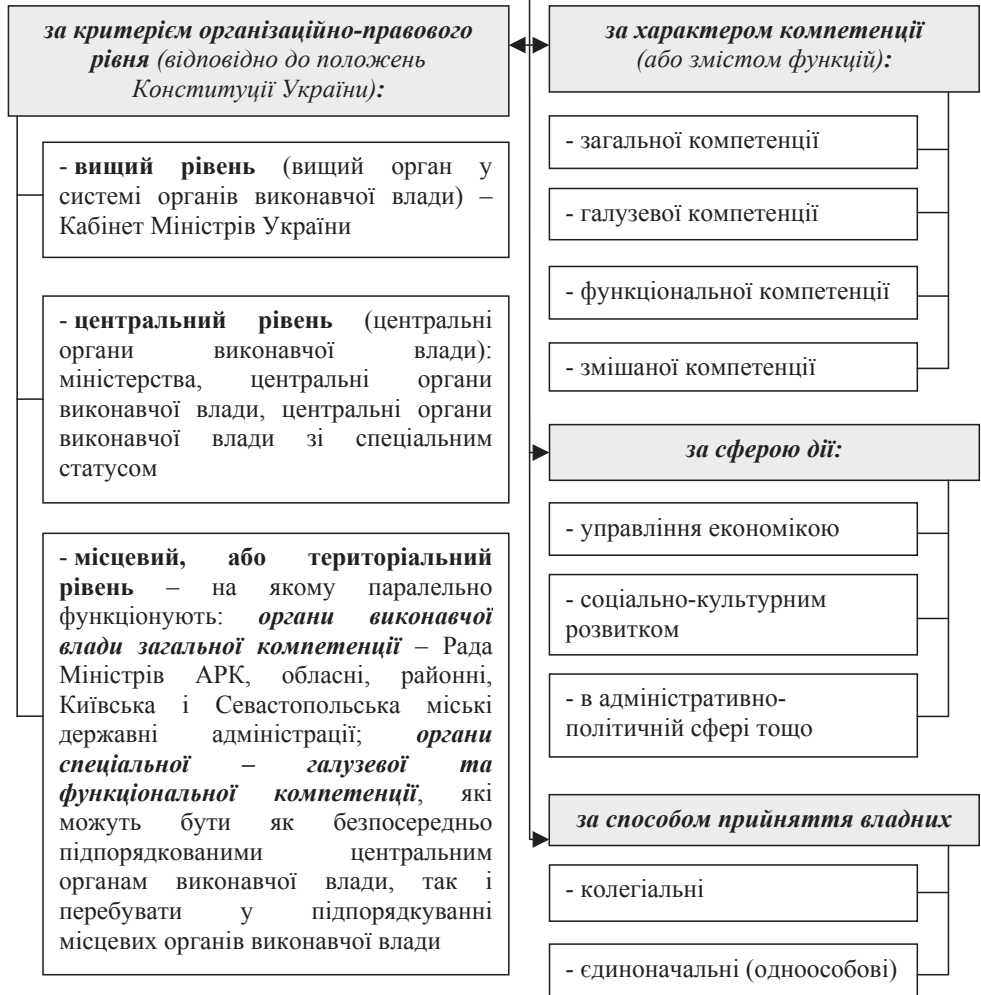 за критерієм організаційно-правового
рівня (відповідно до положень
Конституції України):
- вищий рівень (вищий орган у
системі органів виконавчої влади) –
Кабінет Міністрів України
- центральний рівень (центральні
органи виконавчої влади):
міністерства, центральні органи
виконавчої влади, центральні органи
виконавчої влади зі спеціальним
статусом
- місцевий, або територіальний
рівень – на якому паралельно
функціонують: органи виконавчої
влади загальної компетенції – Рада
Міністрів АРК, обласні, районні,
Київська і Севастопольська міські
державні адміністрації; органи
спеціальної – галузевої та
функціональної компетенції, які
можуть бути як безпосередньо
підпорядкованими центральним
органам виконавчої влади, так і
перебувати у підпорядкуванні
місцевих органів виконавчої влади
за характером компетенції
(або змістом функцій):
- загальної компетенції
- галузевої компетенції
- функціональної компетенції
- змішаної компетенції
за сферою дії:
- управління економікою
- соціально-культурним
розвитком
- в адміністративно-
політичній сфері тощо
за способом прийняття владних
- колегіальні
- єдиноначальні (одноособові)